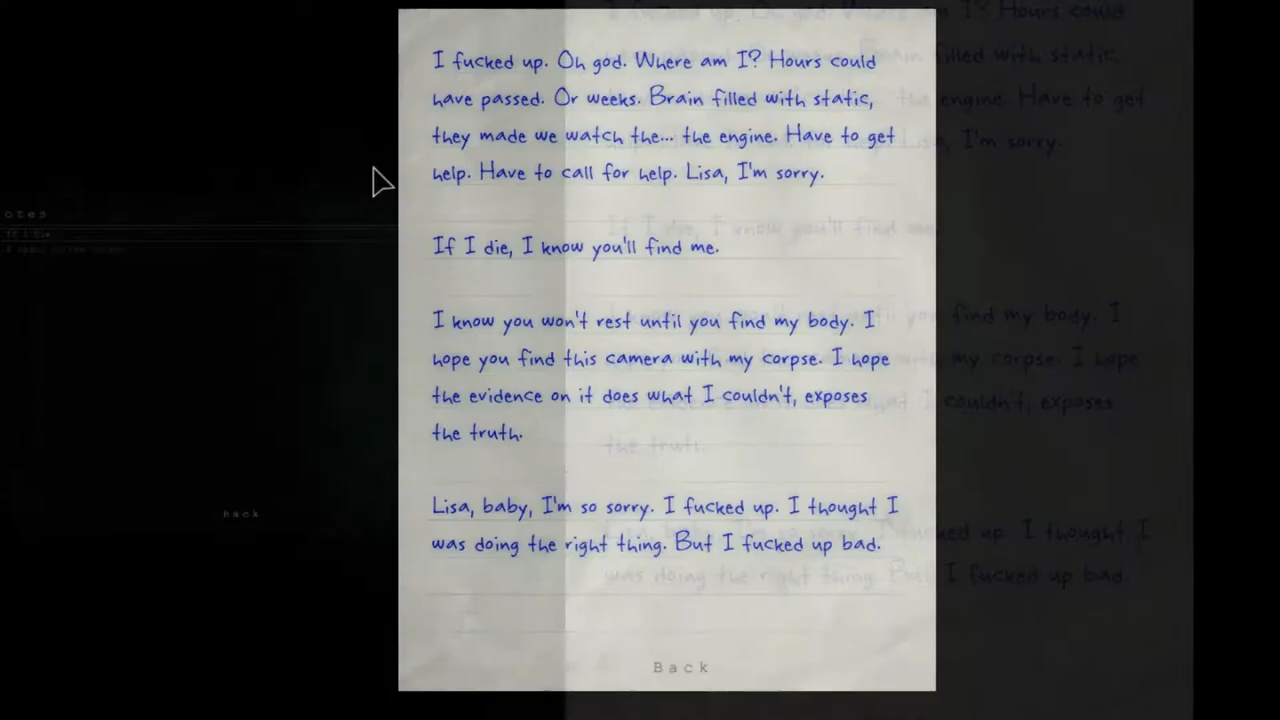 I fucked up. Oh god. Where am I? Hours could
have passed. Or weeks. Brain filled with static,
they made we watch the... the engine. Have to get
help. Have to call for help. Lisa, I'm sorry.
If I die, I know you'll find me.
I know you won't rest until you find my body. I
hope you find this camera with my corpse. I hope
the evidence on it does what I couldn't, exposes
the truth.
Lisa, baby, I'm so sorry. I fucked up. I thought I
was doing the right thing. But I fucked up bad.
Back
otes
Back